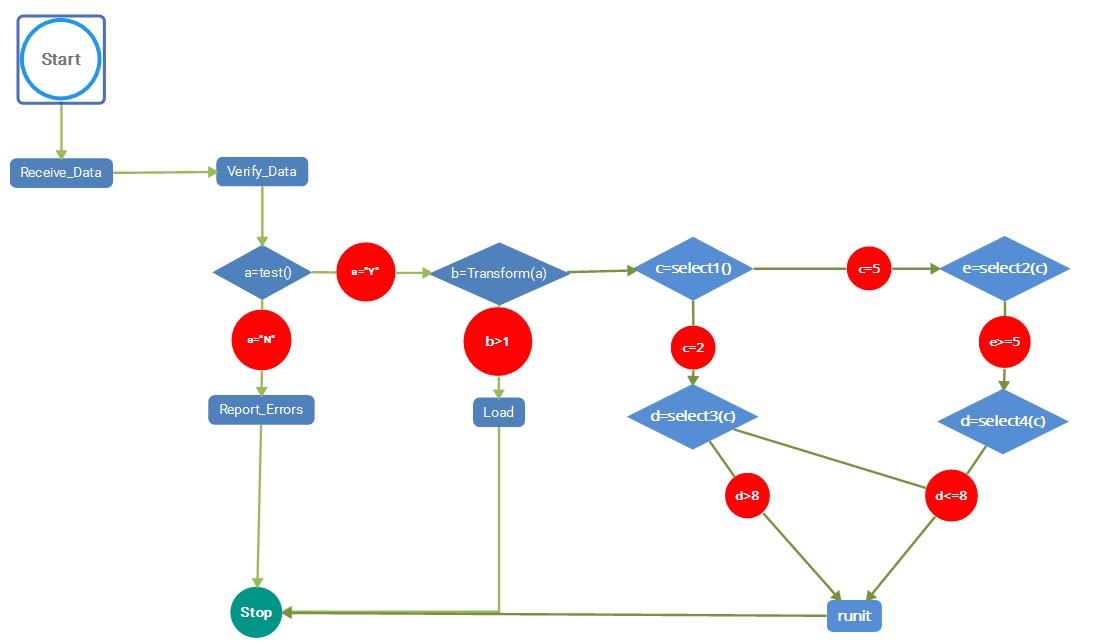 Start
Receive_Data
Verify_Data
a=test()
a="Y"
b=Transform(a)
c=select1()
c=5
e=select2(c)
a="N"
b>1
c=2
e>=5
Report_Errors
Load
d=select3(c)
d=select4(c)
d>8
d<=8
Stop
runit